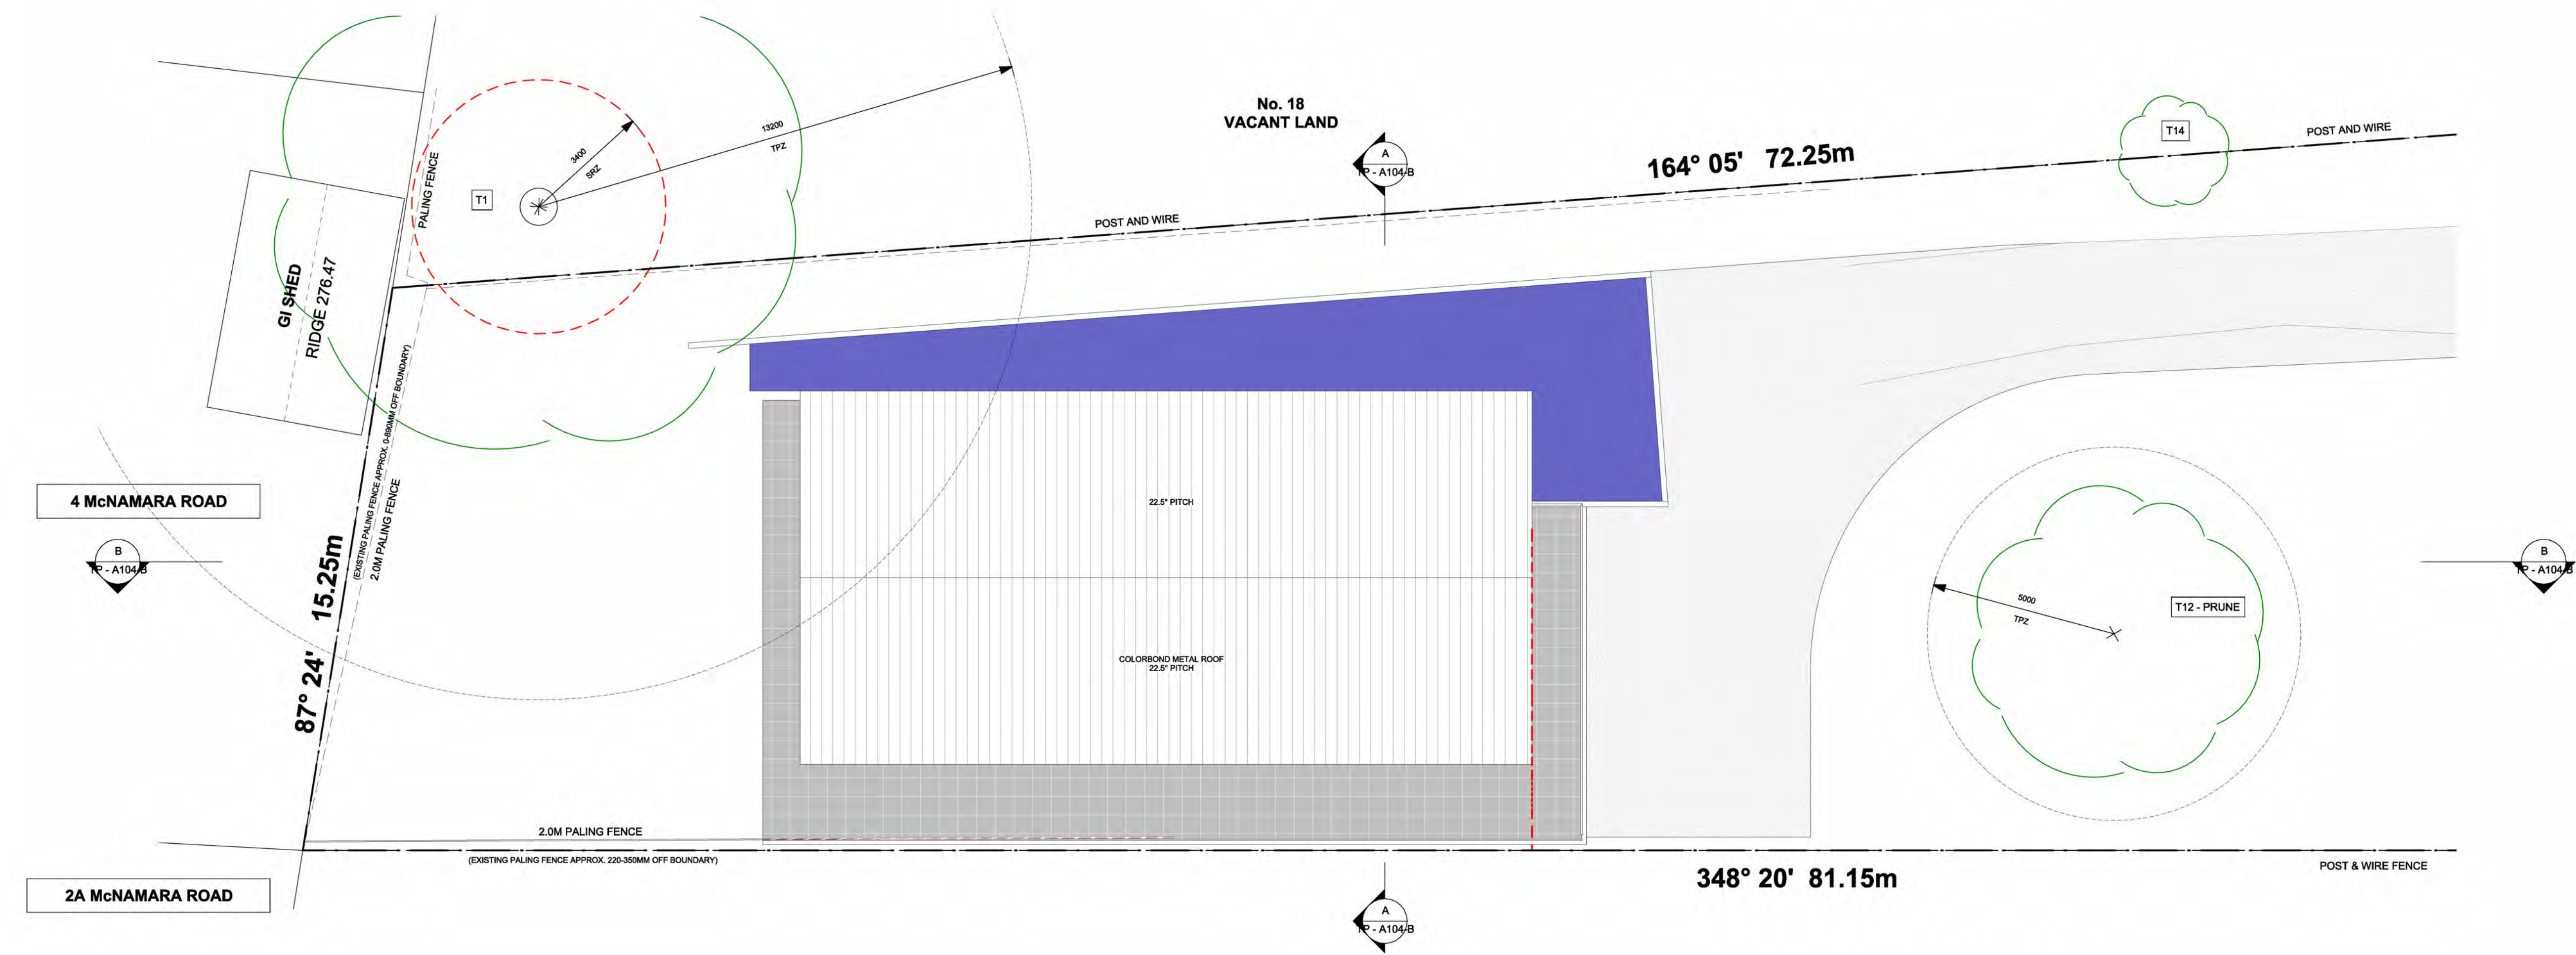 No. 18
VACANT LAND
A
TP - A104-B
164° 05' 72.25m
T14
POST AND WIRE
13200
TPZ
3400
SRZ
T1
PALING FENCE
POST AND WIRE
GI SHED
RIDGE 276.47
(EXISTING PALING FENCE APPROX. 0-890MM OFF BOUNDARY)
2.0M PALING FENCE
4 McNAMARA ROAD
B
TP - A104-B
87° 24' 15.25m
22.5° PITCH
COLORBOND METAL ROOF
22.5° PITCH
5000
TPZ
T12 - PRUNE
B
TP - A104-B
2.0M PALING FENCE
(EXISTING PALING FENCE APPROX. 220-350MM OFF BOUNDARY)
2A McNAMARA ROAD
348° 20' 81.15m
POST & WIRE FENCE
A
TP - A104-B